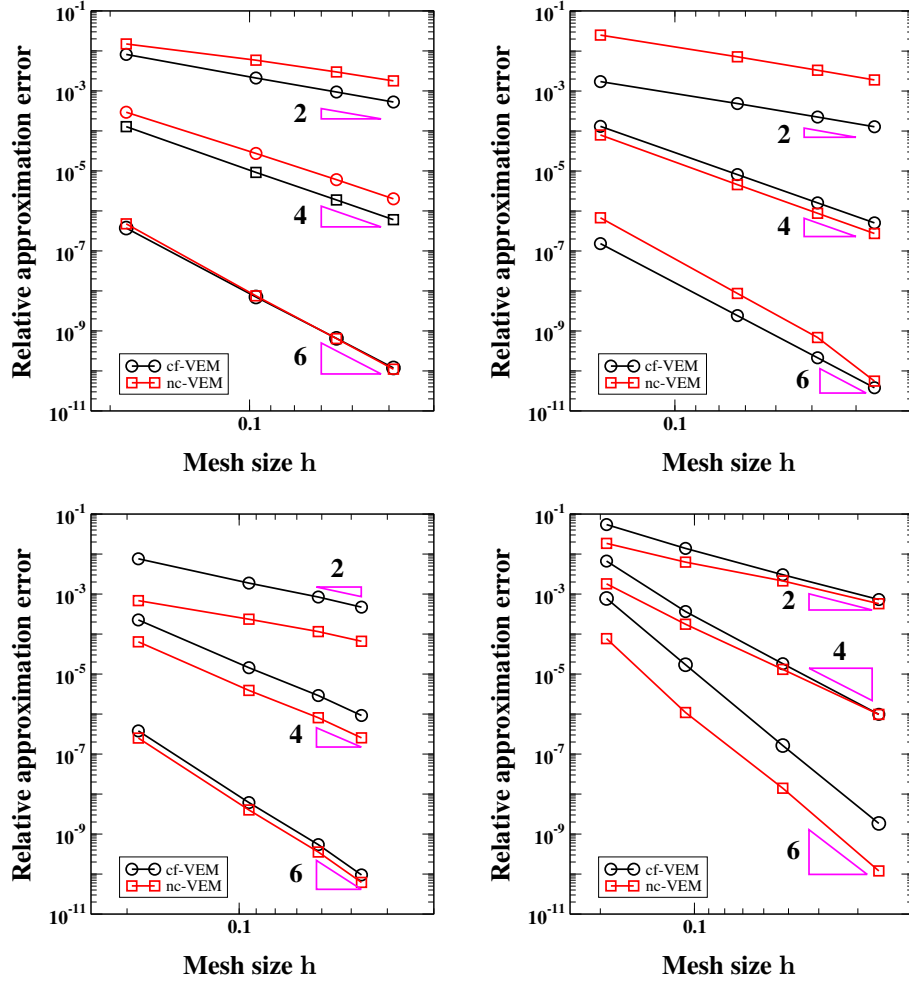 Relative approximation error
10-1
10-3
10-5
10-7
10-9
10-11
2
4
6
cf-VEM
nc-VEM
0.1
Mesh size h
Relative approximation error
10-1
10-3
10-5
10-7
10-9
10-11
2
4
6
cf-VEM
nc-VEM
0.1
Mesh size h
Relative approximation error
10-1
10-3
10-5
10-7
10-9
10-11
2
4
6
cf-VEM
nc-VEM
0.1
Mesh size h
Relative approximation error
10-1
10-3
10-5
10-7
10-9
10-11
2
4
6
cf-VEM
nc-VEM
0.1
Mesh size h